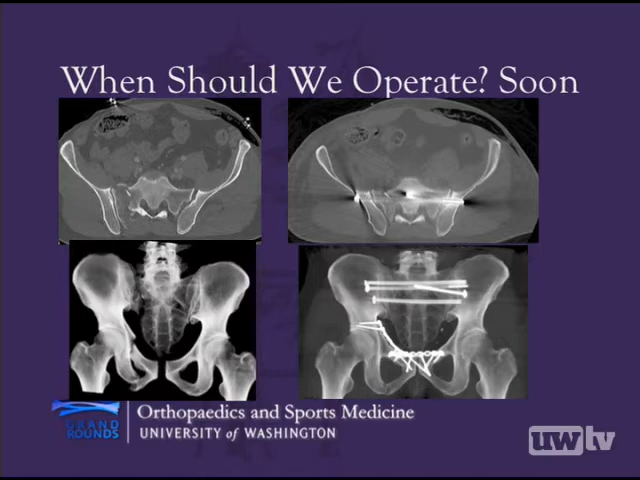 When Should We Operate? Soon
GRAND
ROUNDS
Orthopaedics and Sports Medicine
UNIVERSITY of WASHINGTON
uwtv